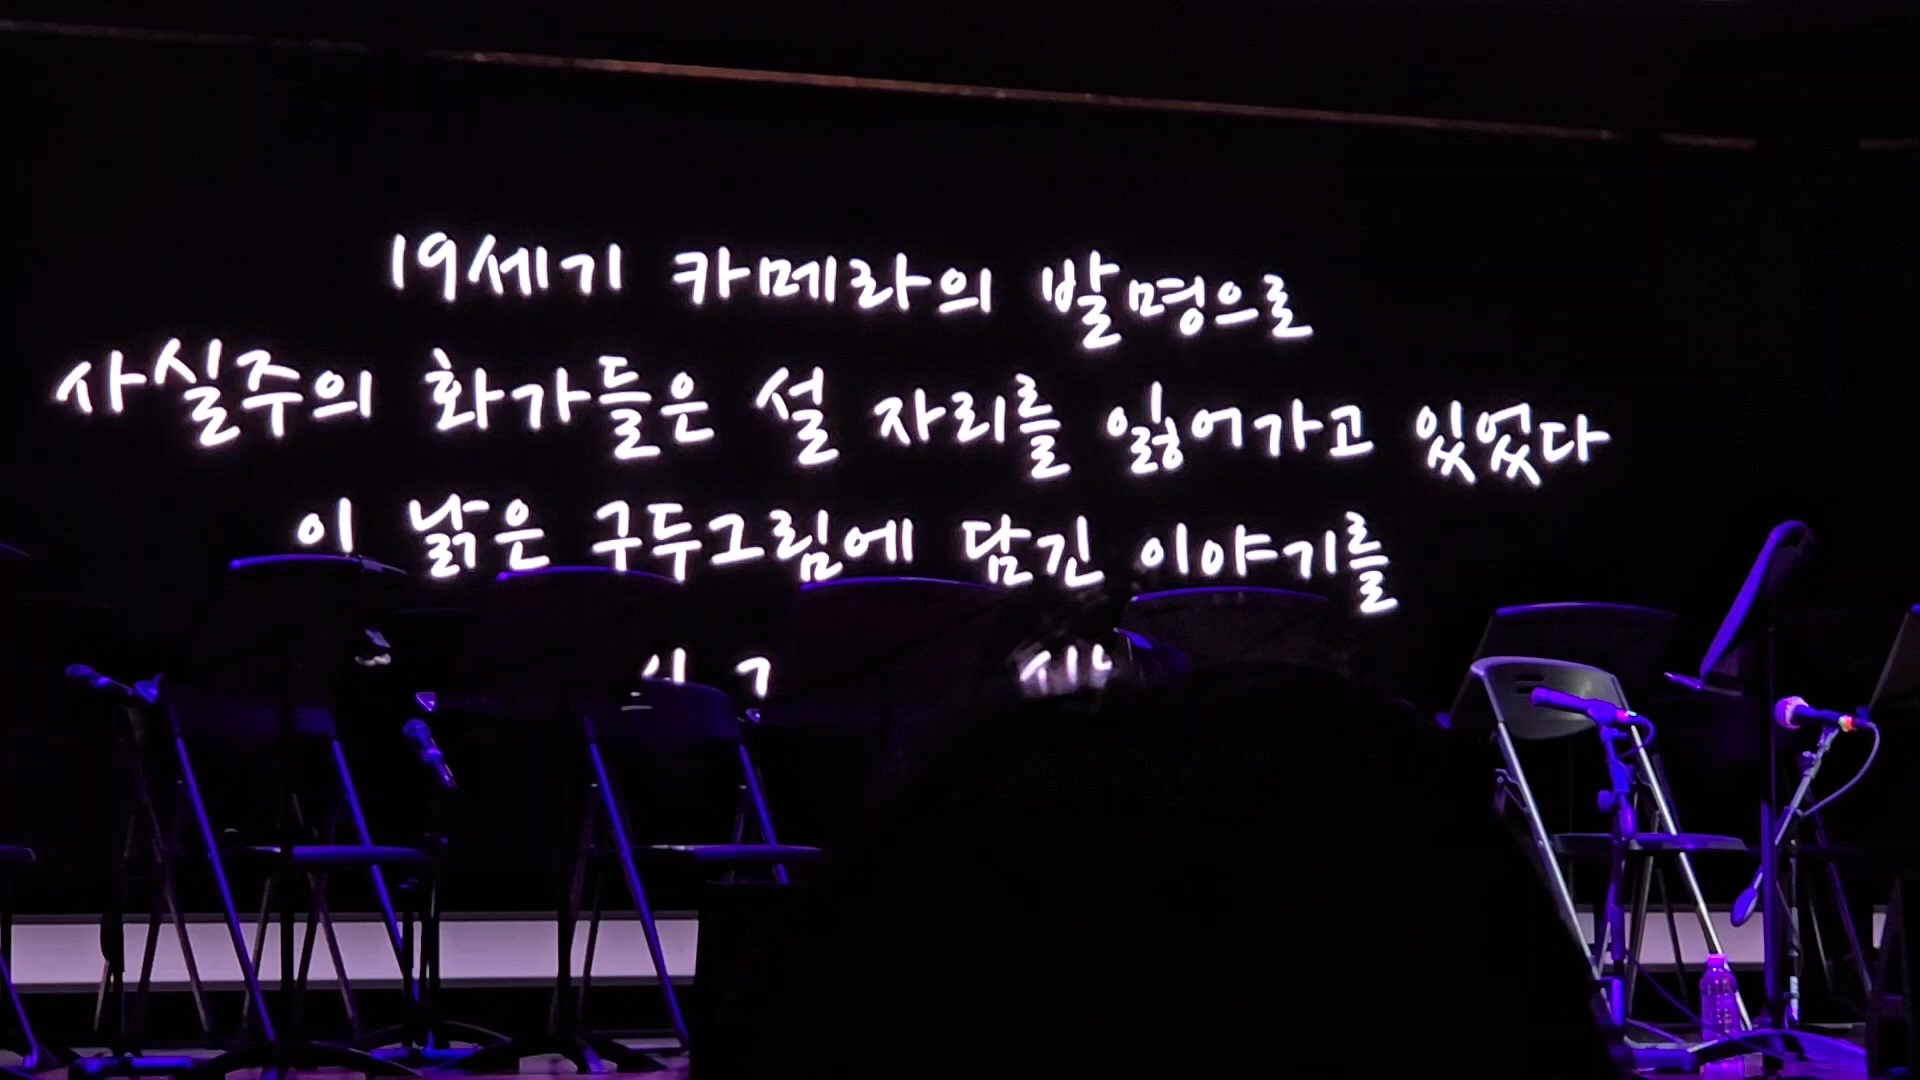 19세기 카메라의 발명으로
사실주의 화가들은 설 자리를 잃어가고 있었다
이 낡은 구두그림에 담긴 이야기를